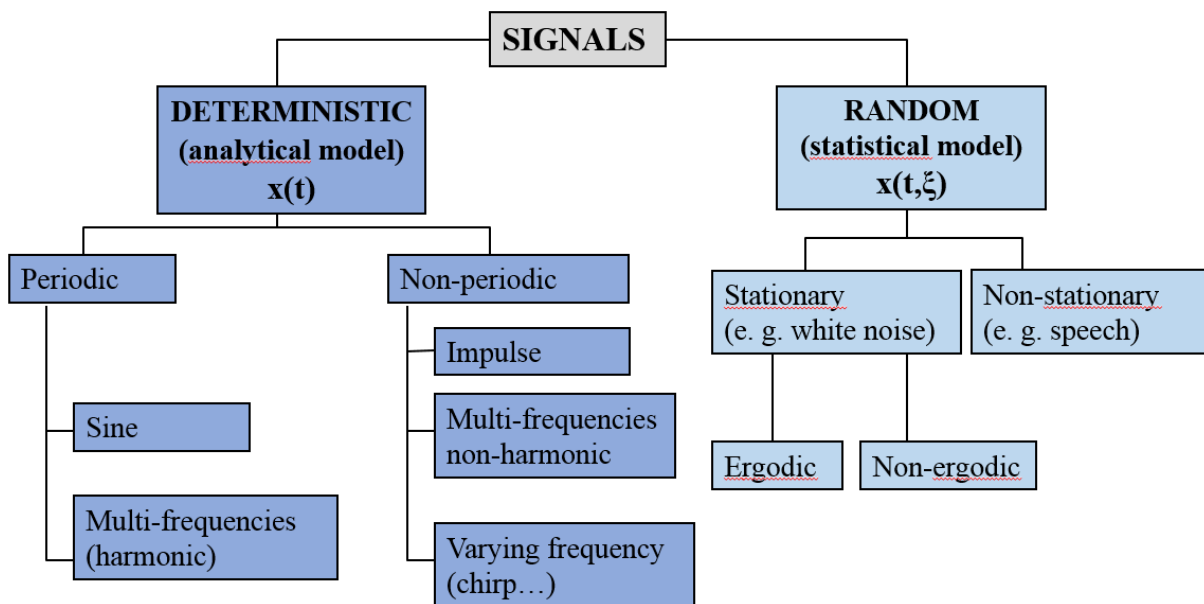 SIGNALS
DETERMINISTIC
(analytical model)
x(t)
RANDOM
(statistical model)
x(t,ξ)
Periodic
Non-periodic
Stationary
(e. g. white noise)
Non-stationary
(e. g. speech)
Impulse
Sine
Multi-frequencies
non-harmonic
Ergodic
Non-ergodic
Multi-frequencies
(harmonic)
Varying frequency
(chirp…)